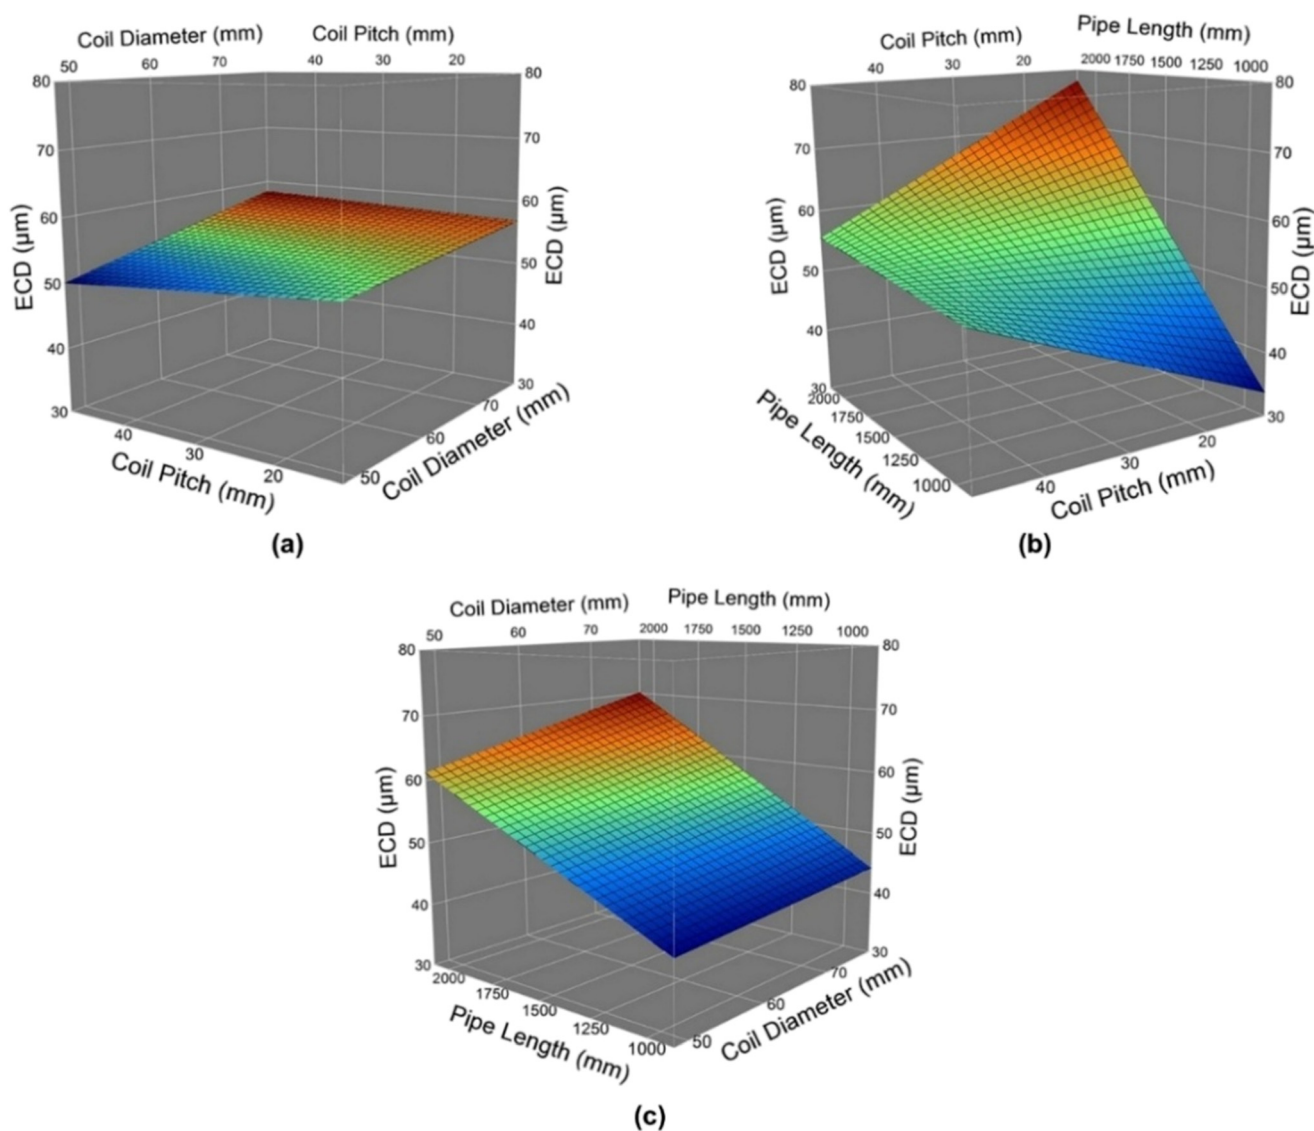 Coil Diameter (mm) Coil Pitch (mm)
50 60 70 40 30 20
80 70 60 50 40 30
ECD (µm)
80 70 60 50 40 30
ECD (µm)
40 30 20
Coil Pitch (mm)
50 60 70
Coil Diameter (mm)
(a)
Coil Pitch (mm) Pipe Length (mm)
40 30 20 2000 1750 1500 1250 1000
80 70 60 50 40 30
ECD (µm)
80 70 60 50 40 30
ECD (µm)
2000 1750 1500 1250 1000
Pipe Length (mm)
40 30 20
Coil Pitch (mm)
(b)
Coil Diameter (mm) Pipe Length (mm)
50 60 70 2000 1750 1500 1250 1000
80 70 60 50 40 30
ECD (µm)
80 70 60 50 40 30
ECD (µm)
2000 1750 1500 1250 1000
Pipe Length (mm)
50 60 70
Coil Diameter (mm)
(c)